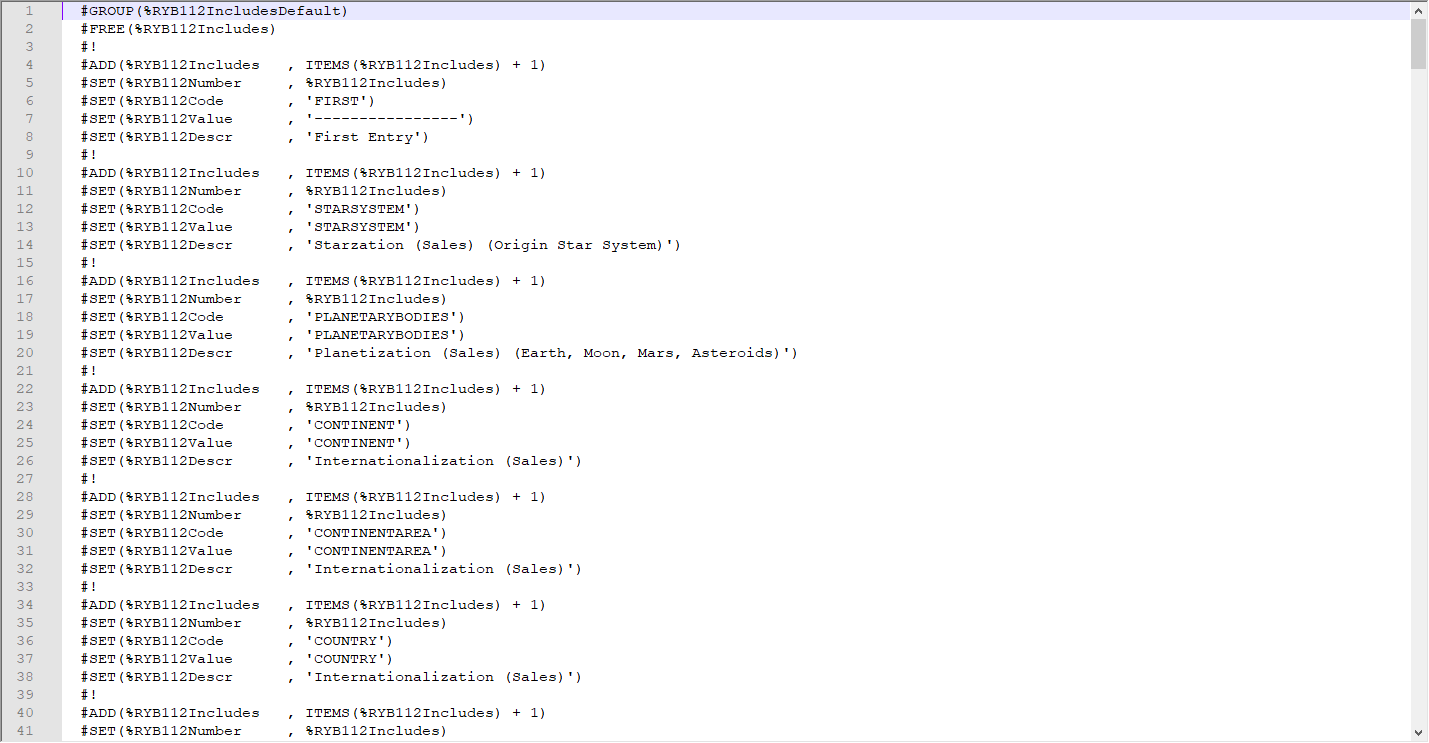 1 #GROUP(%RYB112IncludesDefault)
2 #FREE(%RYB112Includes)
3 #!
4 #ADD(%RYB112Includes , ITEMS(%RYB112Includes) + 1)
5 #SET(%RYB112Number , %RYB112Includes)
6 #SET(%RYB112Code , 'FIRST')
7 #SET(%RYB112Value , '----------------')
8 #SET(%RYB112Descr , 'First Entry')
9 #!
10 #ADD(%RYB112Includes , ITEMS(%RYB112Includes) + 1)
11 #SET(%RYB112Number , %RYB112Includes)
12 #SET(%RYB112Code , 'STARSYSTEM')
13 #SET(%RYB112Value , 'STARSYSTEM')
14 #SET(%RYB112Descr , 'Starzation (Sales) (Origin Star System)')
15 #!
16 #ADD(%RYB112Includes , ITEMS(%RYB112Includes) + 1)
17 #SET(%RYB112Number , %RYB112Includes)
18 #SET(%RYB112Code , 'PLANETARYBODIES')
19 #SET(%RYB112Value , 'PLANETARYBODIES')
20 #SET(%RYB112Descr , 'Planetization (Sales) (Earth, Moon, Mars, Asteroids)')
21 #!
22 #ADD(%RYB112Includes , ITEMS(%RYB112Includes) + 1)
23 #SET(%RYB112Number , %RYB112Includes)
24 #SET(%RYB112Code , 'CONTINENT')
25 #SET(%RYB112Value , 'CONTINENT')
26 #SET(%RYB112Descr , 'Internationalization (Sales)')
27 #!
28 #ADD(%RYB112Includes , ITEMS(%RYB112Includes) + 1)
29 #SET(%RYB112Number , %RYB112Includes)
30 #SET(%RYB112Code , 'CONTINENTAREA')
31 #SET(%RYB112Value , 'CONTINENTAREA')
32 #SET(%RYB112Descr , 'Internationalization (Sales)')
33 #!
34 #ADD(%RYB112Includes , ITEMS(%RYB112Includes) + 1)
35 #SET(%RYB112Number , %RYB112Includes)
36 #SET(%RYB112Code , 'COUNTRY')
37 #SET(%RYB112Value , 'COUNTRY')
38 #SET(%RYB112Descr , 'Internationalization (Sales)')
39 #!
40 #ADD(%RYB112Includes , ITEMS(%RYB112Includes) + 1)
41 #SET(%RYB112Number , %RYB112Includes)